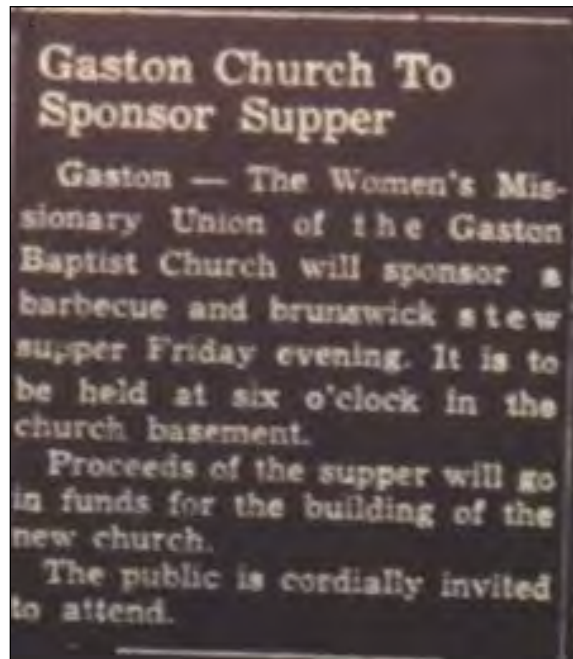 Gaston Church To
Sponsor Supper
Gaston — The Women's Mis-
sionary Union of the Gaston
Baptist Church will sponsor a
barbecue and brunswick stew
supper Friday evening. It is to
be held at six o'clock in the
church basement.
Proceeds of the supper will go
in funds for the building of the
new church.
The public is cordially invited
to attend.